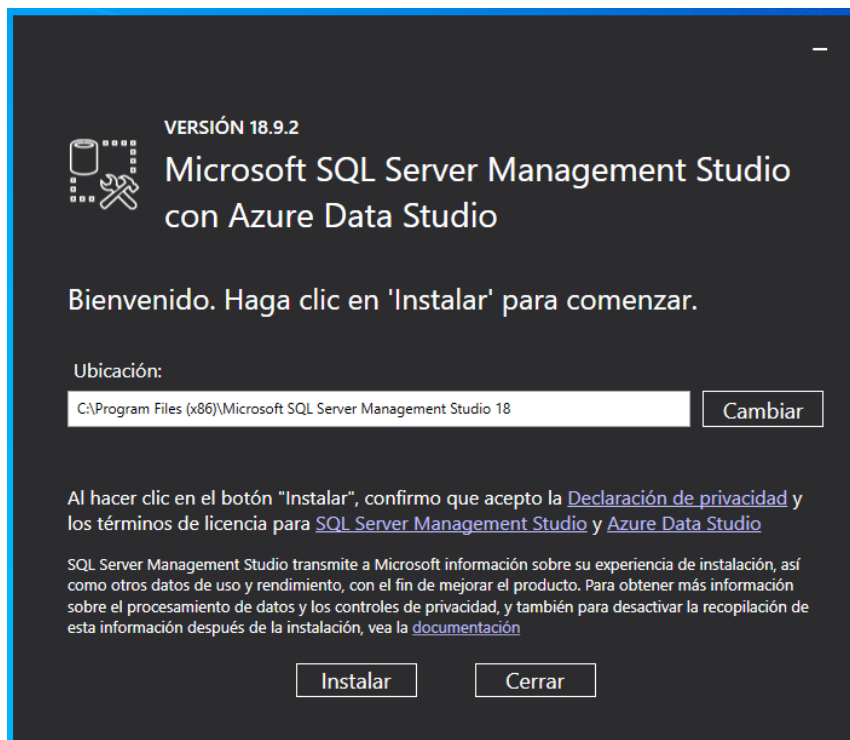 VERSIÓN 18.9.2
Microsoft SQL Server Management Studio
con Azure Data Studio
Bienvenido. Haga clic en 'Instalar' para comenzar.
Ubicación:
C:\Program Files (x86)\Microsoft SQL Server Management Studio 18
Cambiar
Al hacer clic en el botón "Instalar", confirmo que acepto la Declaración de privacidad y
los términos de licencia para SQL Server Management Studio y Azure Data Studio
SQL Server Management Studio transmite a Microsoft información sobre su experiencia de instalación, así
como otros datos de uso y rendimiento, con el fin de mejorar el producto. Para obtener más información
sobre el procesamiento de datos y los controles de privacidad, y también para desactivar la recopilación de
esta información después de la instalación, vea la documentación
Instalar
Cerrar